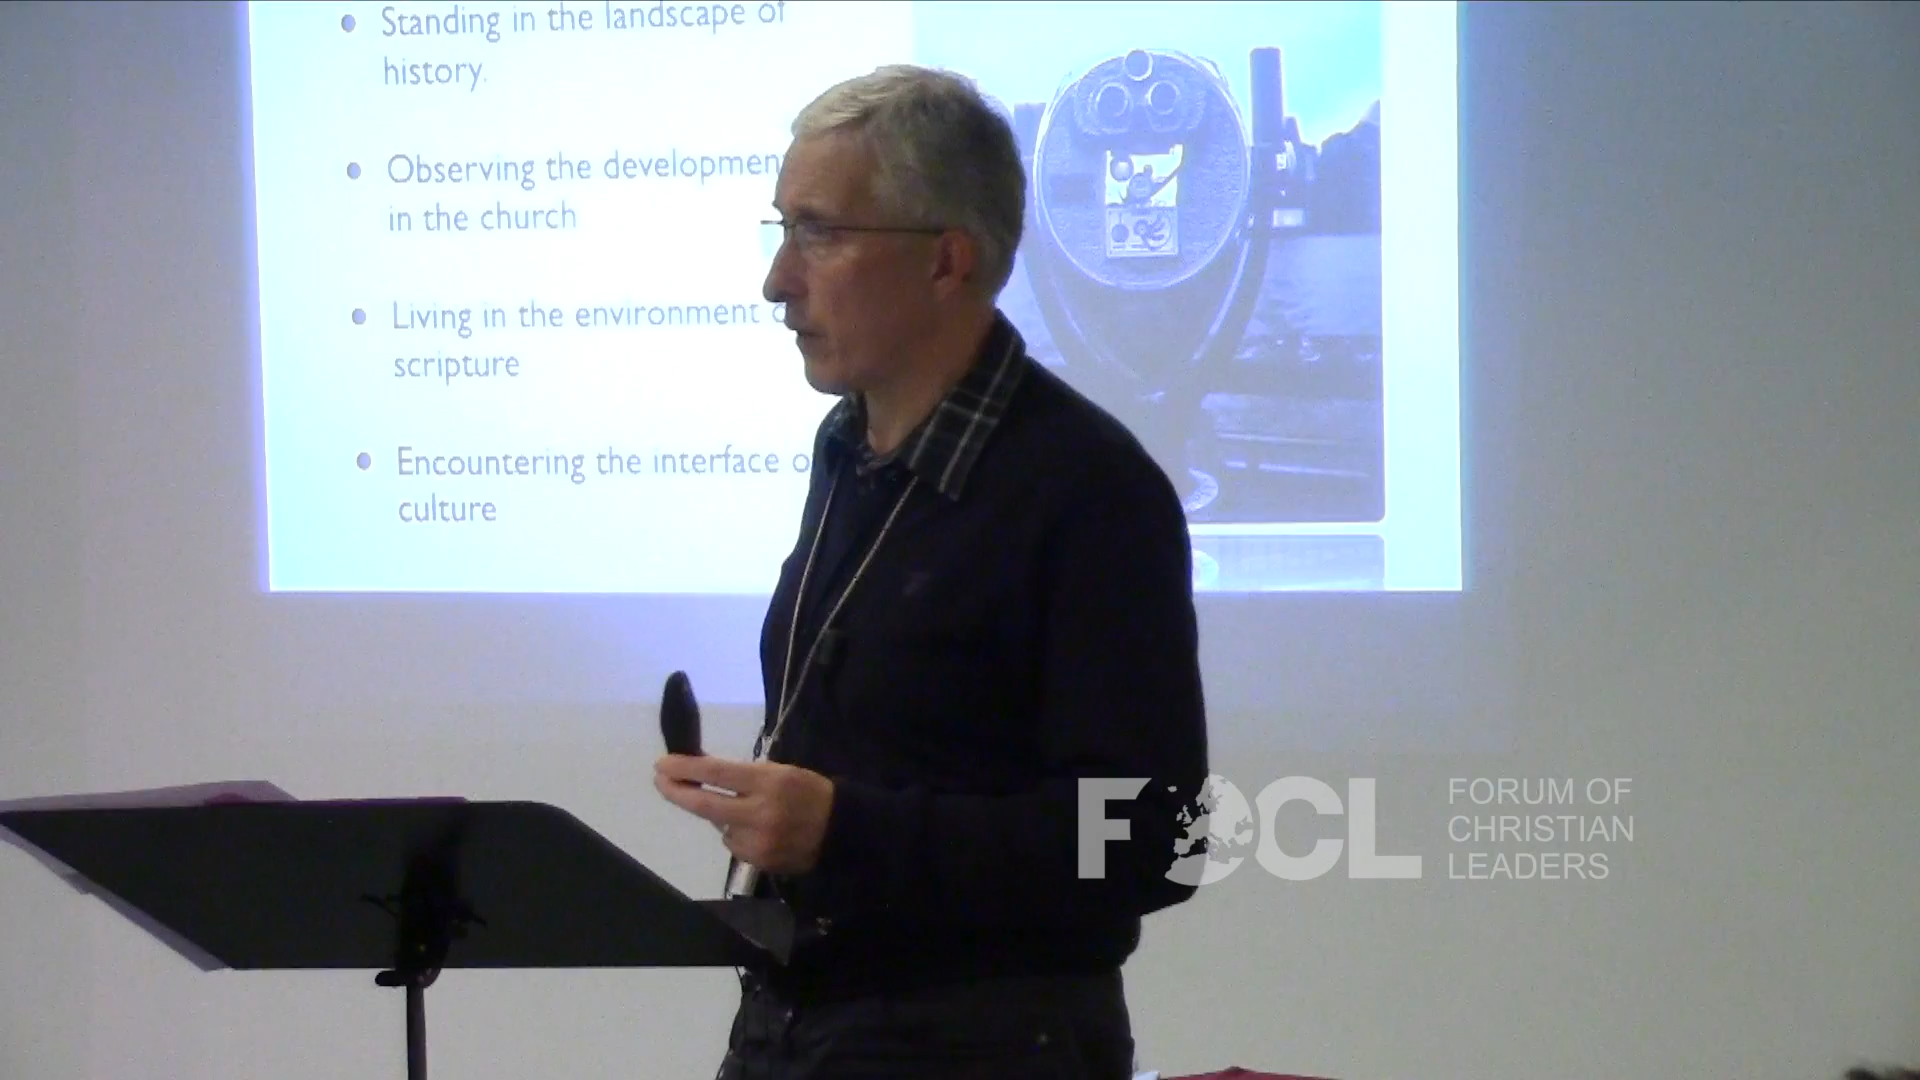 Standing in the landscape of
history.
Observing the
in the church
Living in the environment
scripture
Encountering the interface
culture
FOCL
FORUM OF
CHRISTIAN
LEADERS